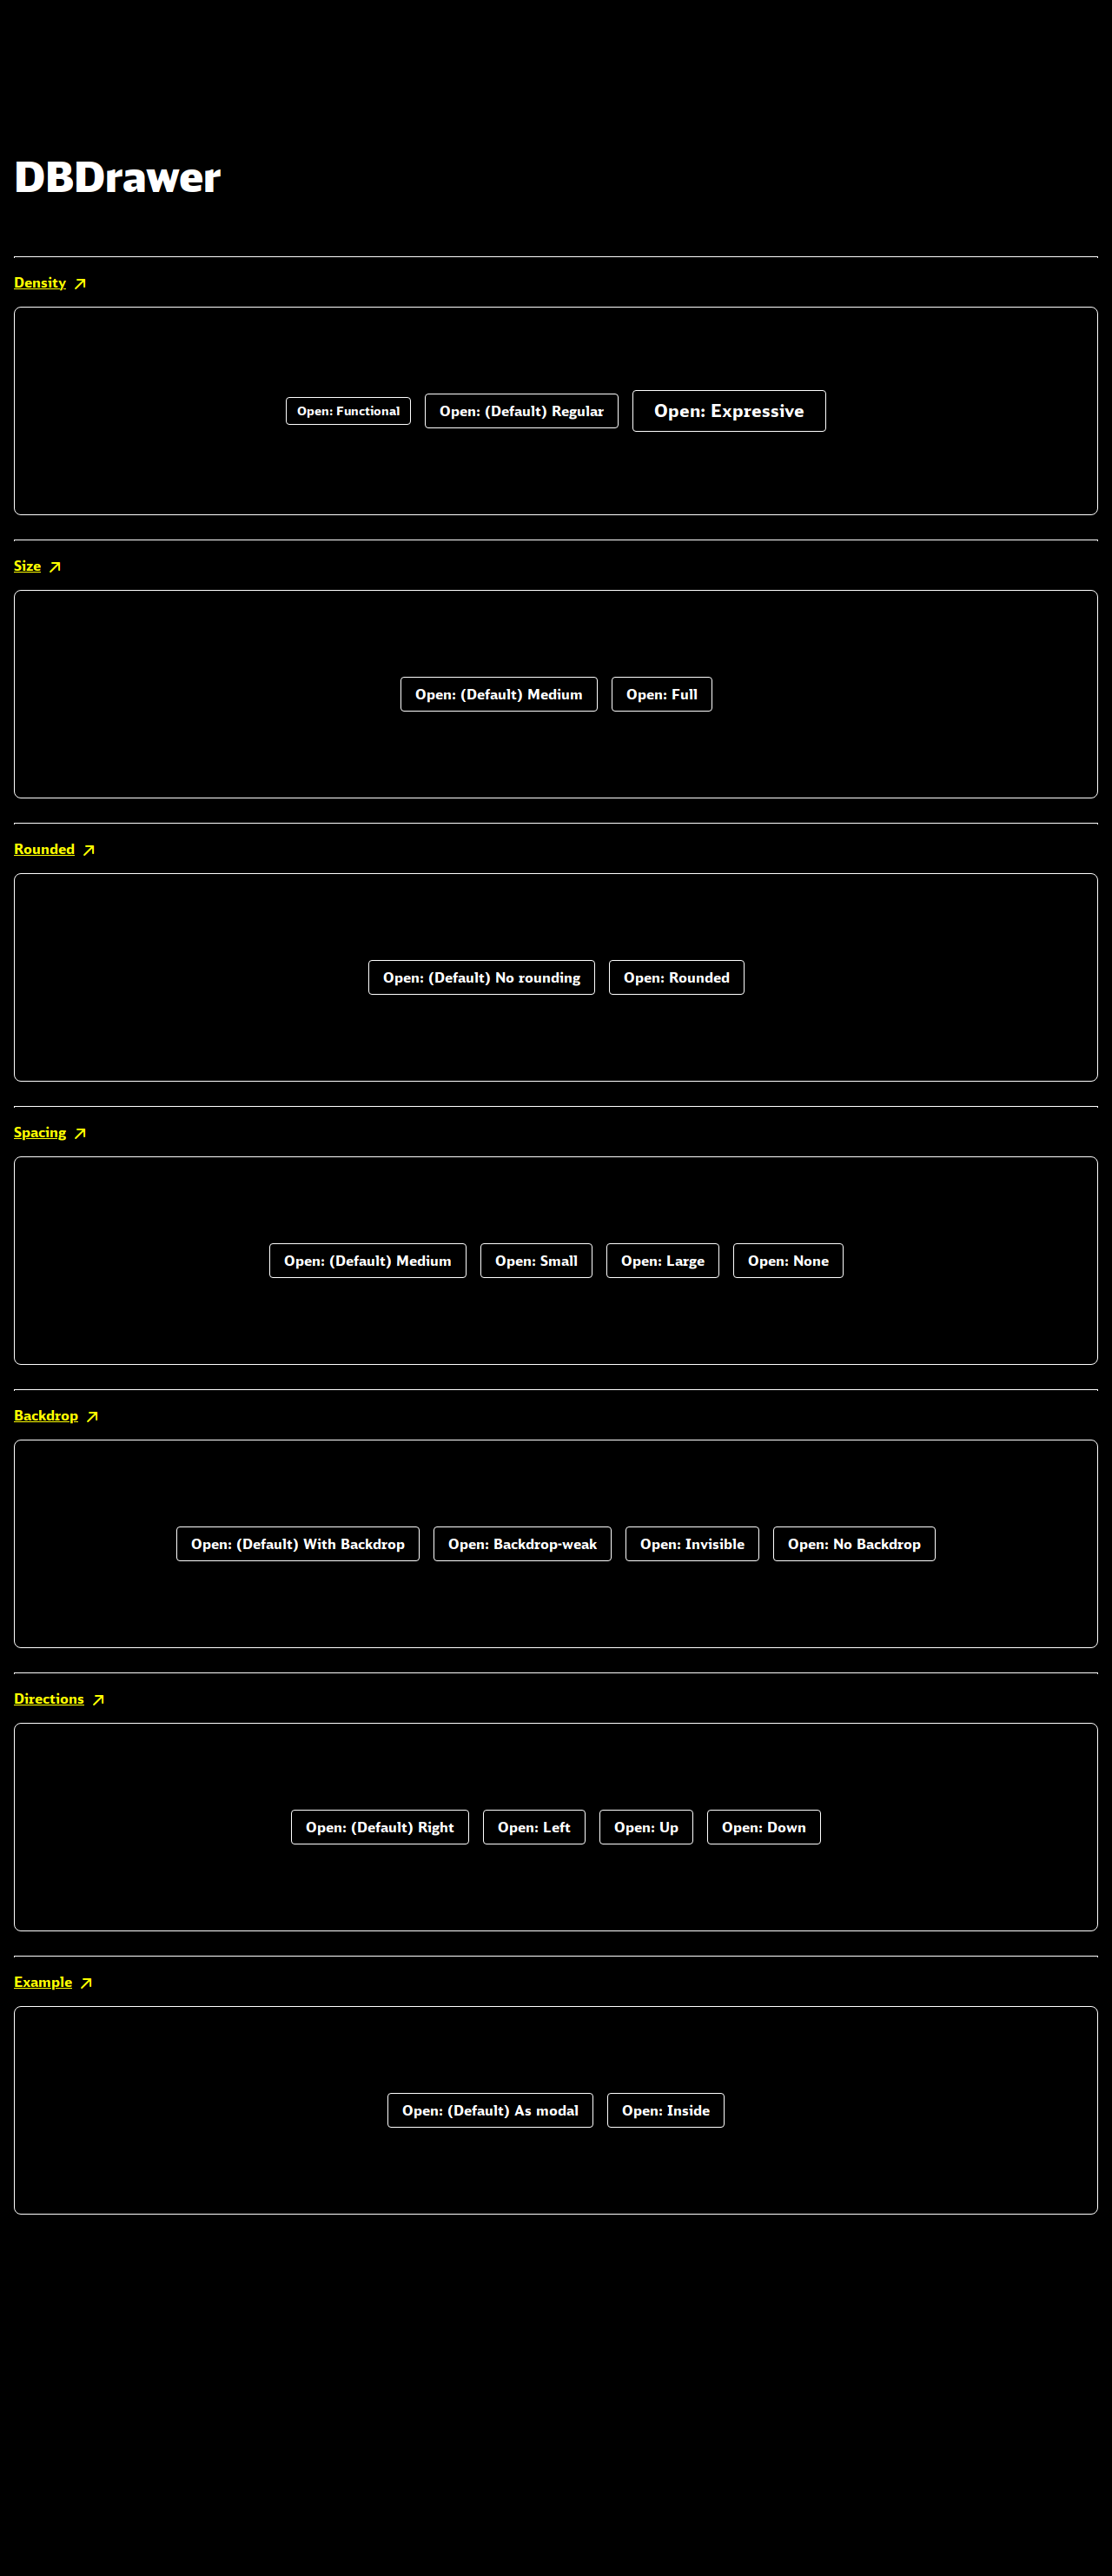 DBDrawer
Density
Open: Functional
Open: (Default) Regular
Open: Expressive
Size
Open: (Default) Medium
Open: Full
Rounded
Open: (Default) No rounding
Open: Rounded
Spacing
Open: (Default) Medium
Open: Small
Open: Large
Open: None
Backdrop
Open: (Default) With Backdrop
Open: Backdrop-weak
Open: Invisible
Open: No Backdrop
Directions
Open: (Default) Right
Open: Left
Open: Up
Open: Down
Example
Open: (Default) As modal
Open: Inside